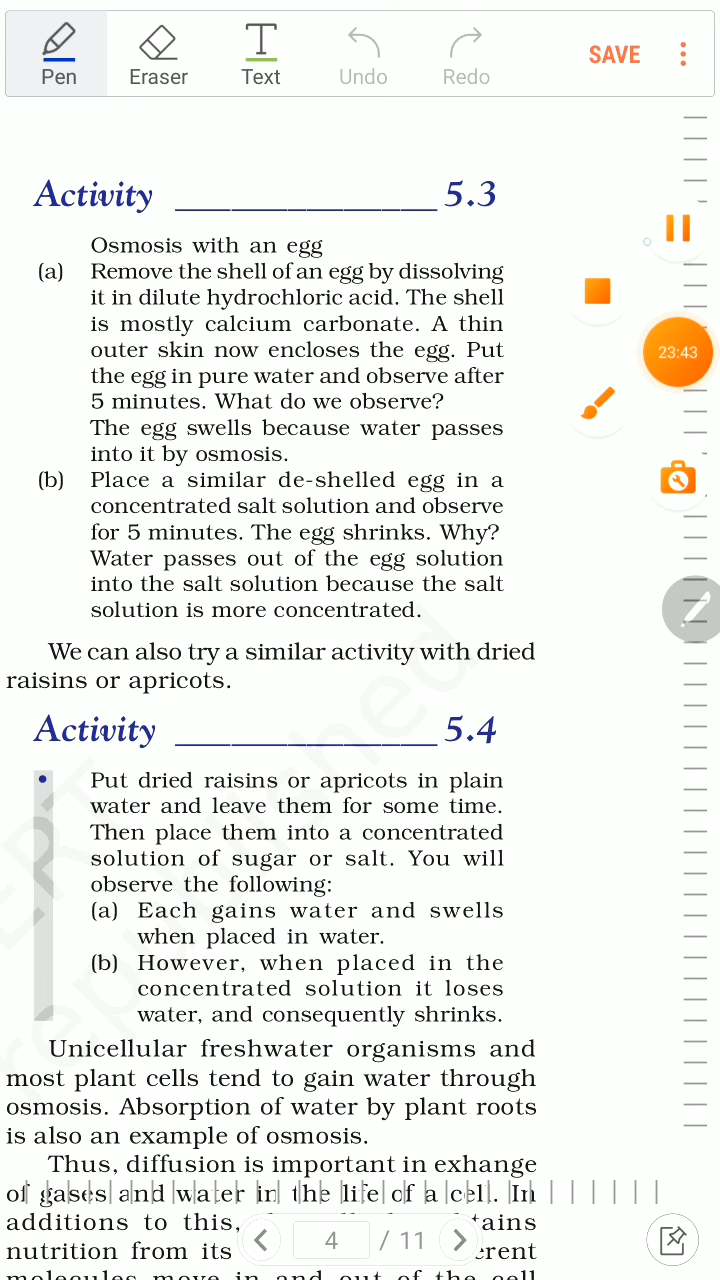 Pen
Eraser
Text
Undo
Redo
SAVE
Activity 5.3
23:43
Osmosis with an egg
(a) Remove the shell of an egg by dissolving
it in dilute hydrochloric acid. The shell
is mostly calcium carbonate. A thin
outer skin now encloses the egg. Put
the egg in pure water and observe after
5 minutes. What do we observe?
The egg swells because water passes
into it by osmosis.
(b) Place a similar de-shelled egg in a
concentrated salt solution and observe
for 5 minutes. The egg shrinks. Why?
Water passes out of the egg solution
into the salt solution because the salt
solution is more concentrated.
We can also try a similar activity with dried
raisins or apricots.
Activity 5.4
• Put dried raisins or apricots in plain
water and leave them for some time.
Then place them into a concentrated
solution of sugar or salt. You will
observe the following:
(a) Each gains water and swells
when placed in water.
(b) However, when placed in the
concentrated solution it loses
water, and consequently shrinks.
Unicellular freshwater organisms and
most plant cells tend to gain water through
osmosis. Absorption of water by plant roots
is also an example of osmosis.
Thus, diffusion is important in exhange
of gases and water in the life of a cell. In
additions to this,
nutrition from its
molecules move in and out of the cell
4 / 11